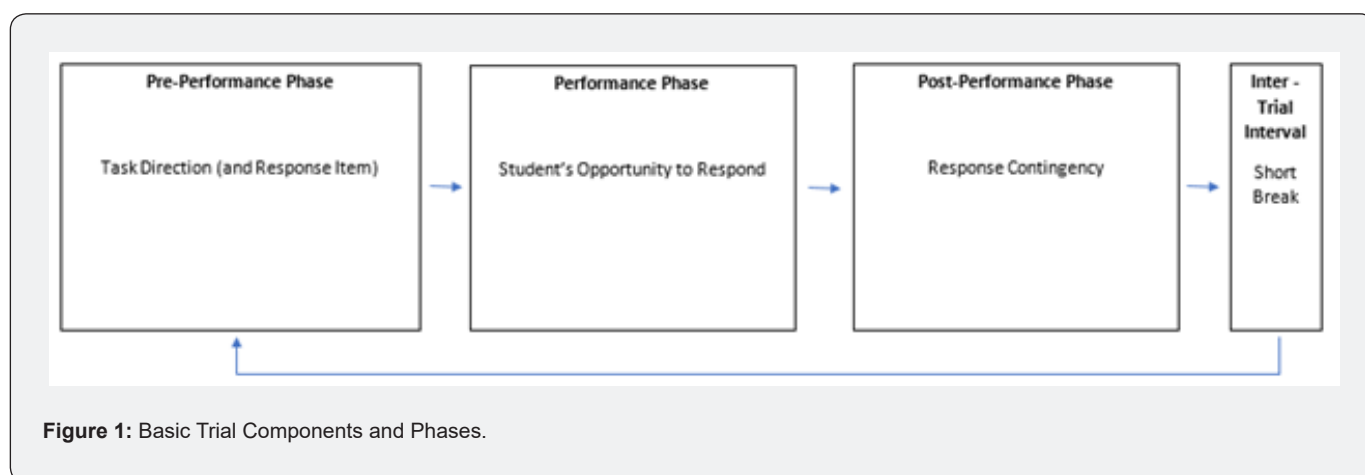 Pre-Performance Phase
Task Direction (and Response Item)
Performance Phase
Student's Opportunity to Respond
Post-Performance Phase
Response Contingency
Inter -
Trial
Interval
Short
Break
Figure 1: Basic Trial Components and Phases.